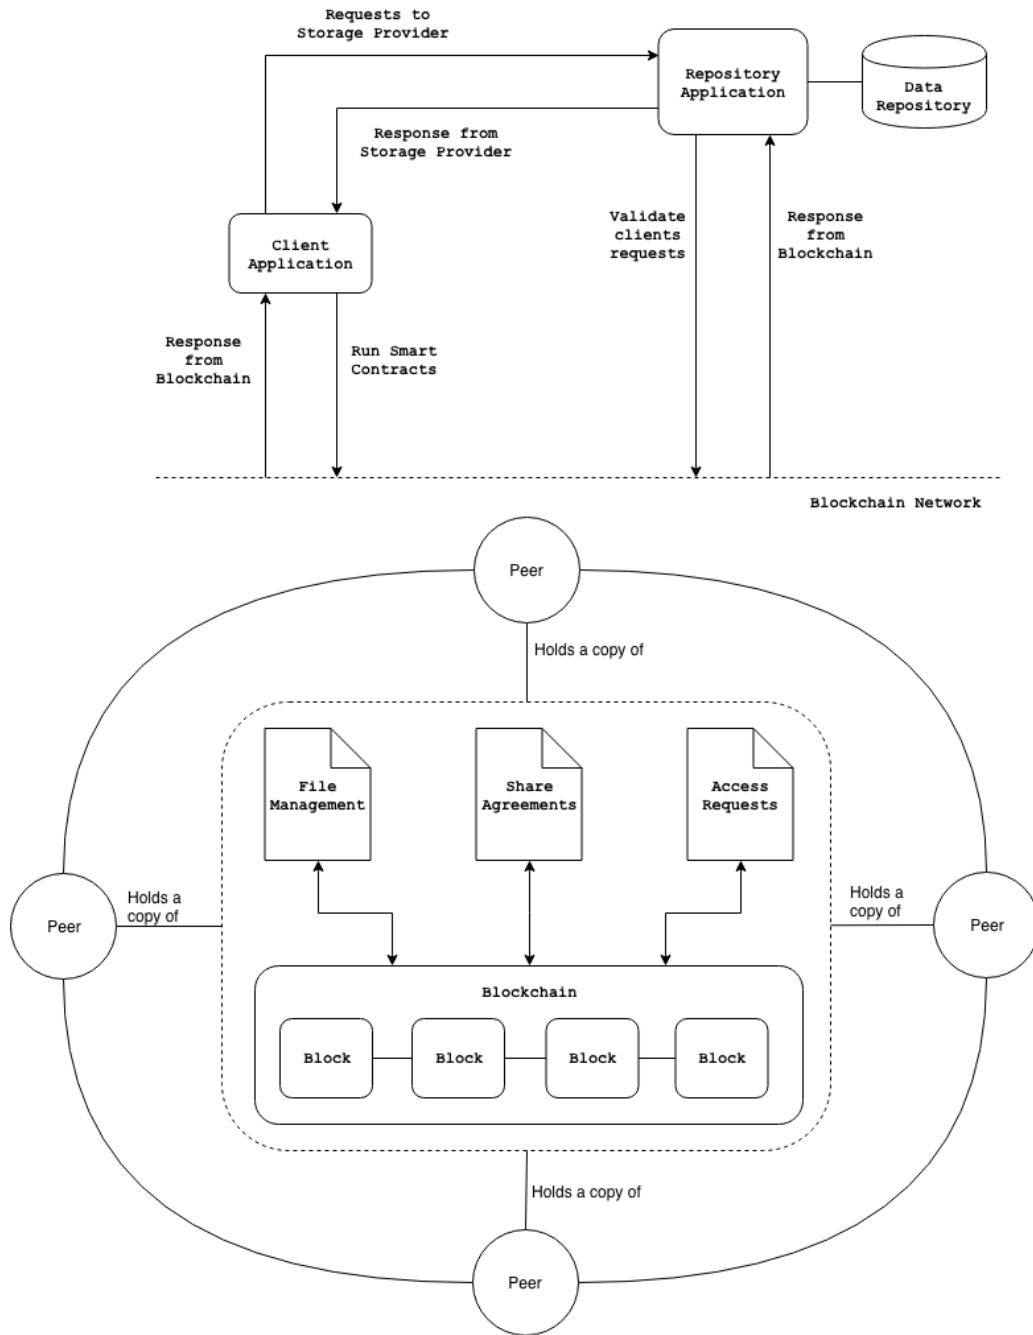 Requests to
Storage Provider
Repository
Application
Data
Repository
Response from
Storage Provider
Client
Application
Validate
clients
requests
Response
from
Blockchain
Response
from
Blockchain
Run Smart
Contracts
Blockchain Network
Peer
Holds a copy of
File
Management
Share
Agreements
Access
Requests
Peer
Holds a
copy of
Holds a
copy of
Peer
Blockchain
Block
Block
Block
Block
Holds a copy of
Peer